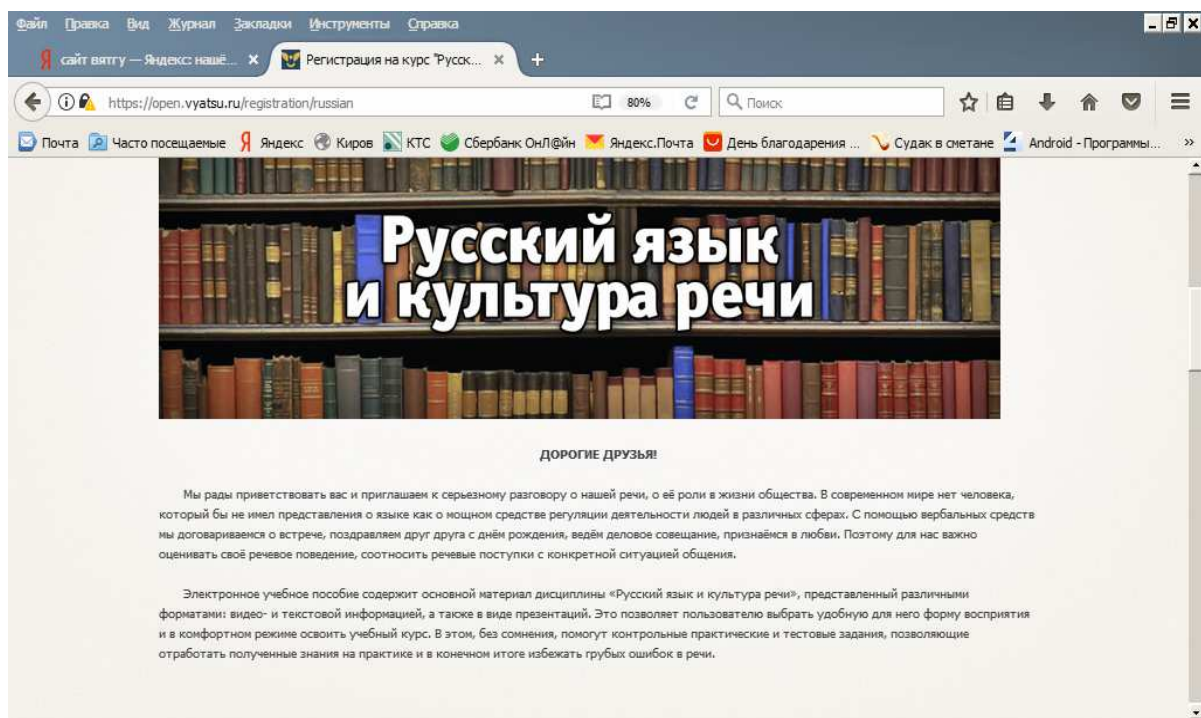 Файл Правка Вид Журнал Закладки Инструменты Справка
Я сайт вятгу — Яндекс: нашё... × Регистрация на курс "Русск... × +
https://open.vyatsu.ru/registration/russian 80% Поиск
Почта Часто посещаемые Я Яндекс Киров КТС Сбербанк ОнЛ@йн Яндекс.Почта День благодарения ... Судак в сметане Android - Программы... »
Русский язык
и культура речи
ДОРОГИЕ ДРУЗЬЯ!
Мы рады приветствовать вас и приглашаем к серьезному разговору о нашей речи, о её роли в жизни общества. В современном мире нет человека,
который бы не имел представления о языке как о мощном средстве регуляции деятельности людей в различных сферах. С помощью вербальных средств
мы договариваемся о встрече, поздравляем друг друга с днём рождения, ведём деловое совещание, признаёмся в любви. Поэтому для нас важно
оценивать своё речевое поведение, соотносить речевые поступки с конкретной ситуацией общения.
Электронное учебное пособие содержит основной материал дисциплины «Русский язык и культура речи», представленный различными
форматами: видео- и текстовой информацией, а также в виде презентаций. Это позволяет пользователю выбрать удобную для него форму восприятия
и в комфортном режиме освоить учебный курс. В этом, без сомнения, помогут контрольные практические и тестовые задания, позволяющие
отработать полученные знания на практике и в конечном итоге избежать грубых ошибок в речи.